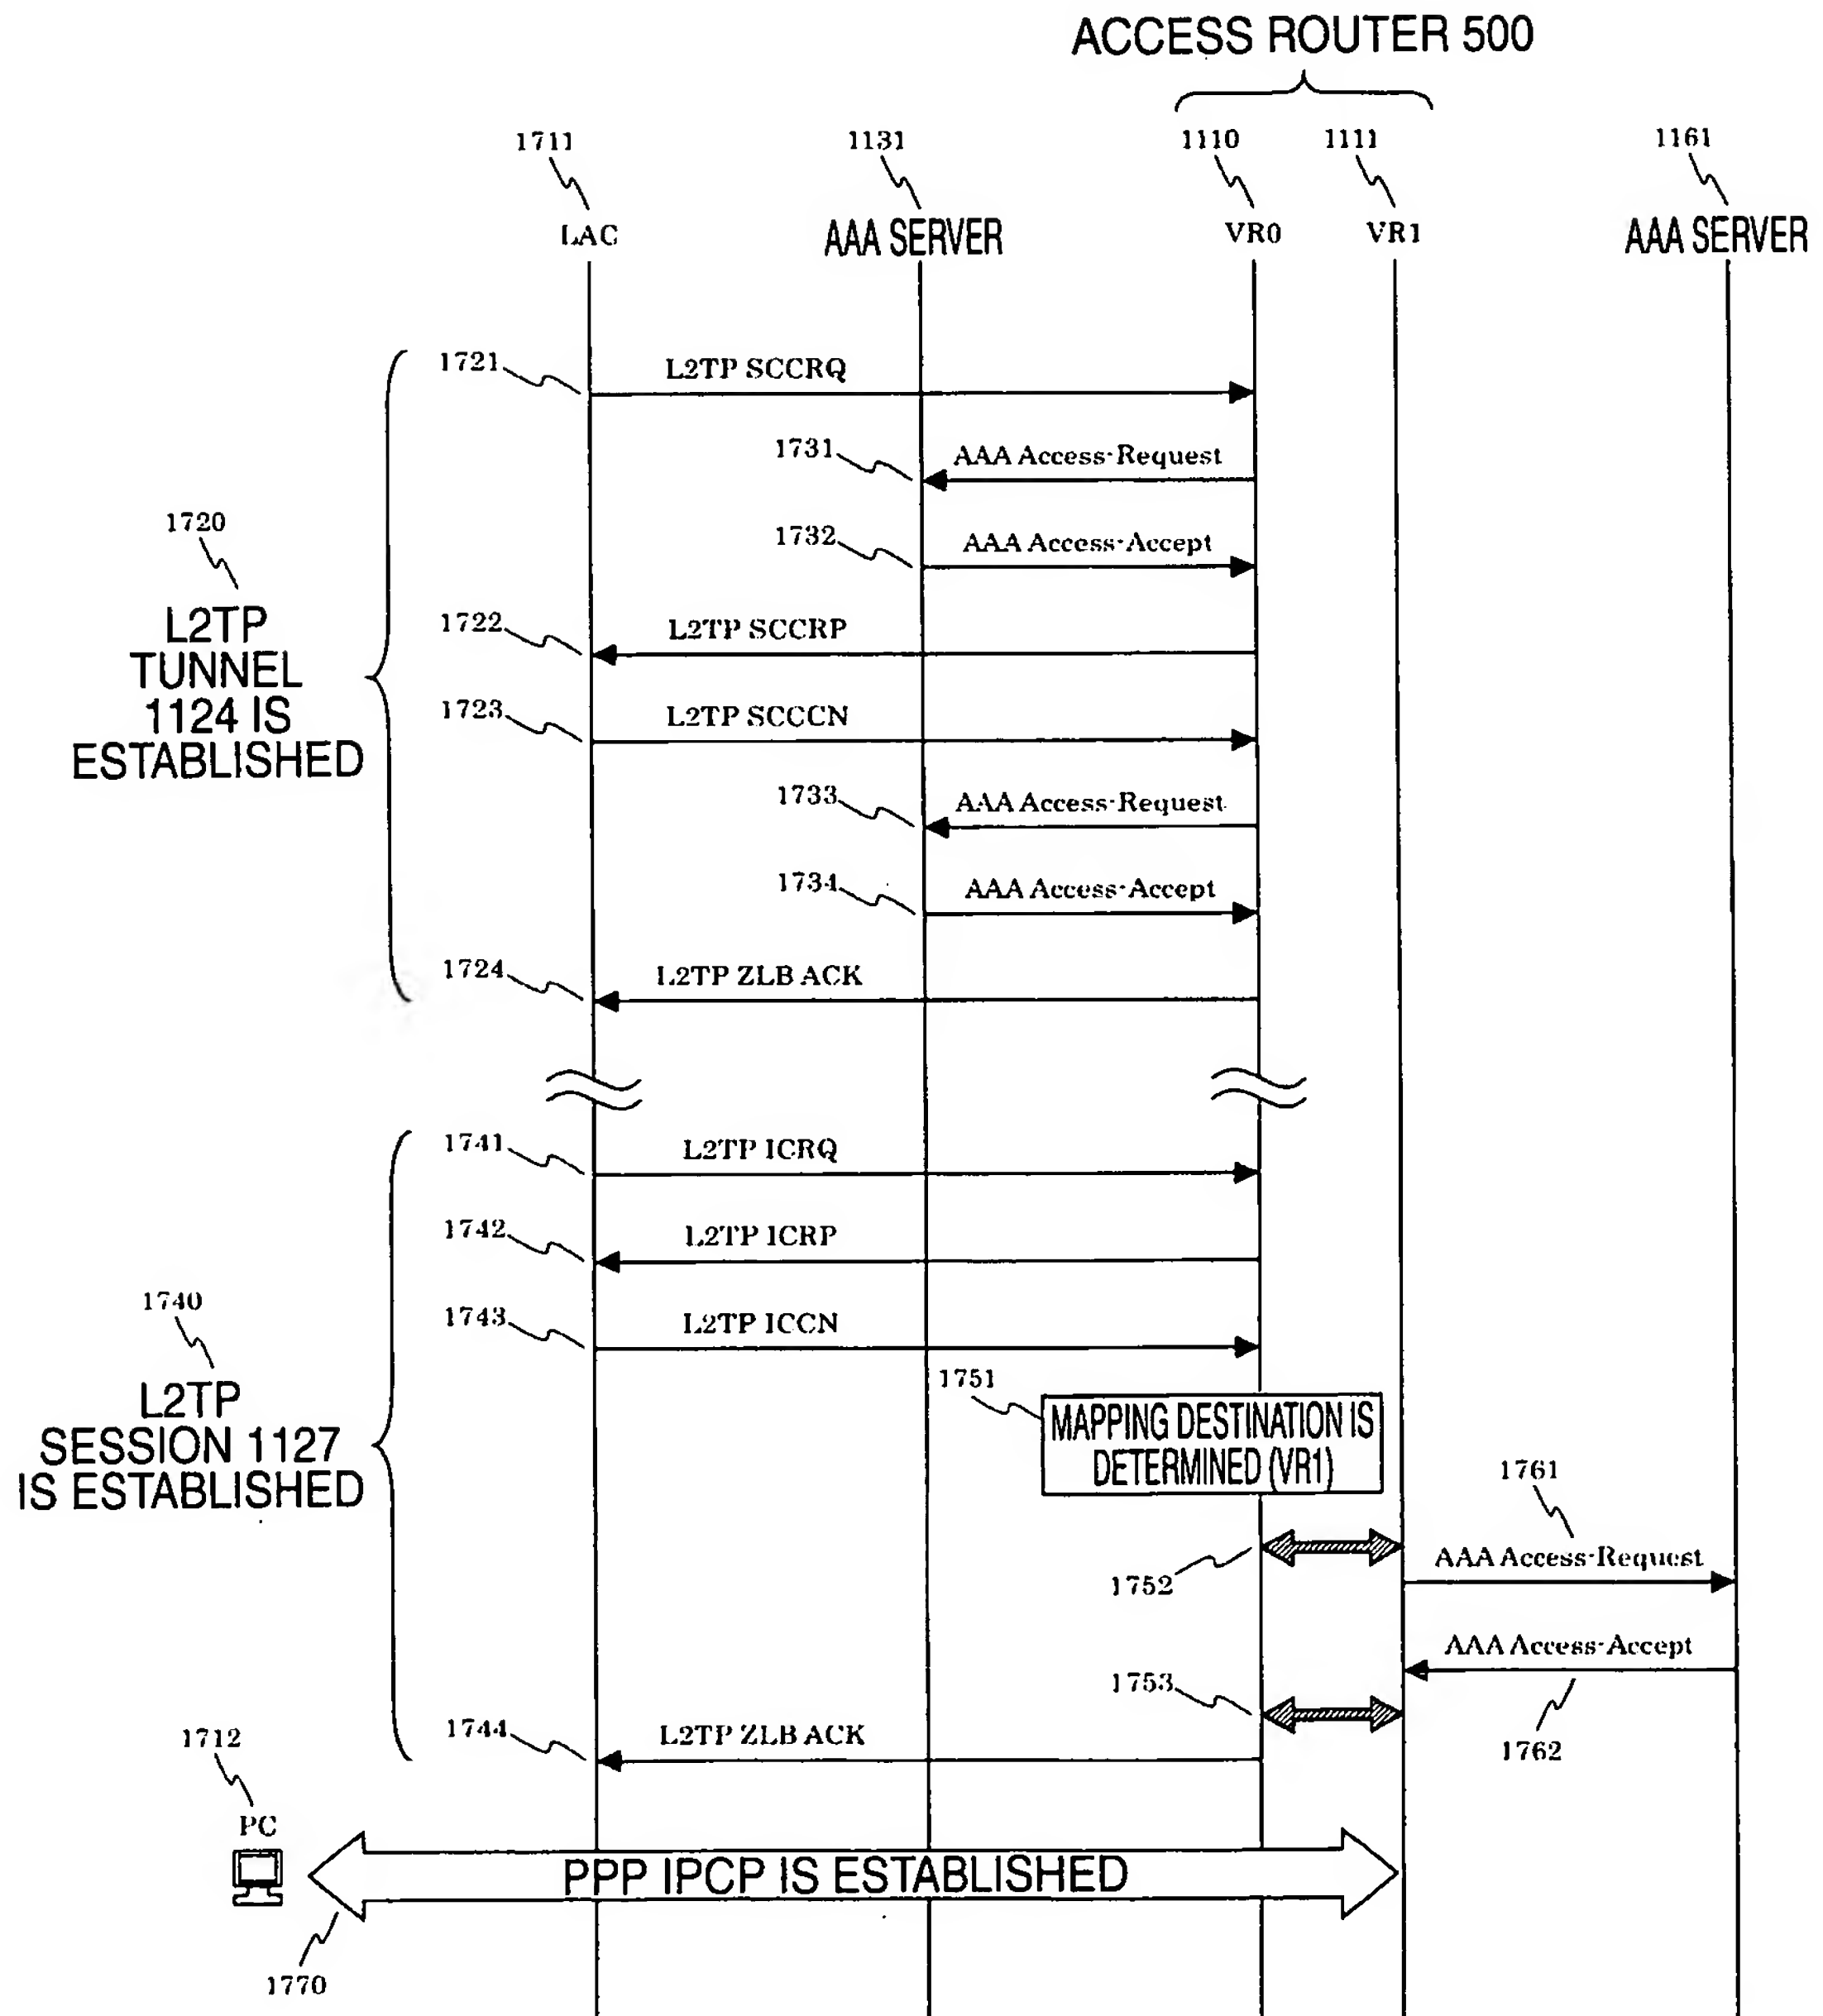 ACCESS ROUTER 500
1711
1131
1110
1111
1161
LAC
AAA SERVER
VR0
VR1
AAA SERVER
1721
L2TP SCCRQ
1731
AAA Access-Request
1720
1732
AAA Access-Accept
L2TP
TUNNEL
1124 IS
ESTABLISHED
1722
L2TP SCCRP
1723
L2TP SCCCN
1733
AAA Access-Request
1734
AAA Access-Accept
1724
L2TP ZLB ACK
1741
L2TP ICRQ
1742
L2TP ICRP
1740
1743
L2TP ICCN
L2TP
SESSION 1127
IS ESTABLISHED
1751
MAPPING DESTINATION IS
DETERMINED (VR1)
1761
AAA Access-Request
1752
AAA Access-Accept
1753
1762
1744
L2TP ZLB ACK
1712
PC
PPP IPCP IS ESTABLISHED
1770